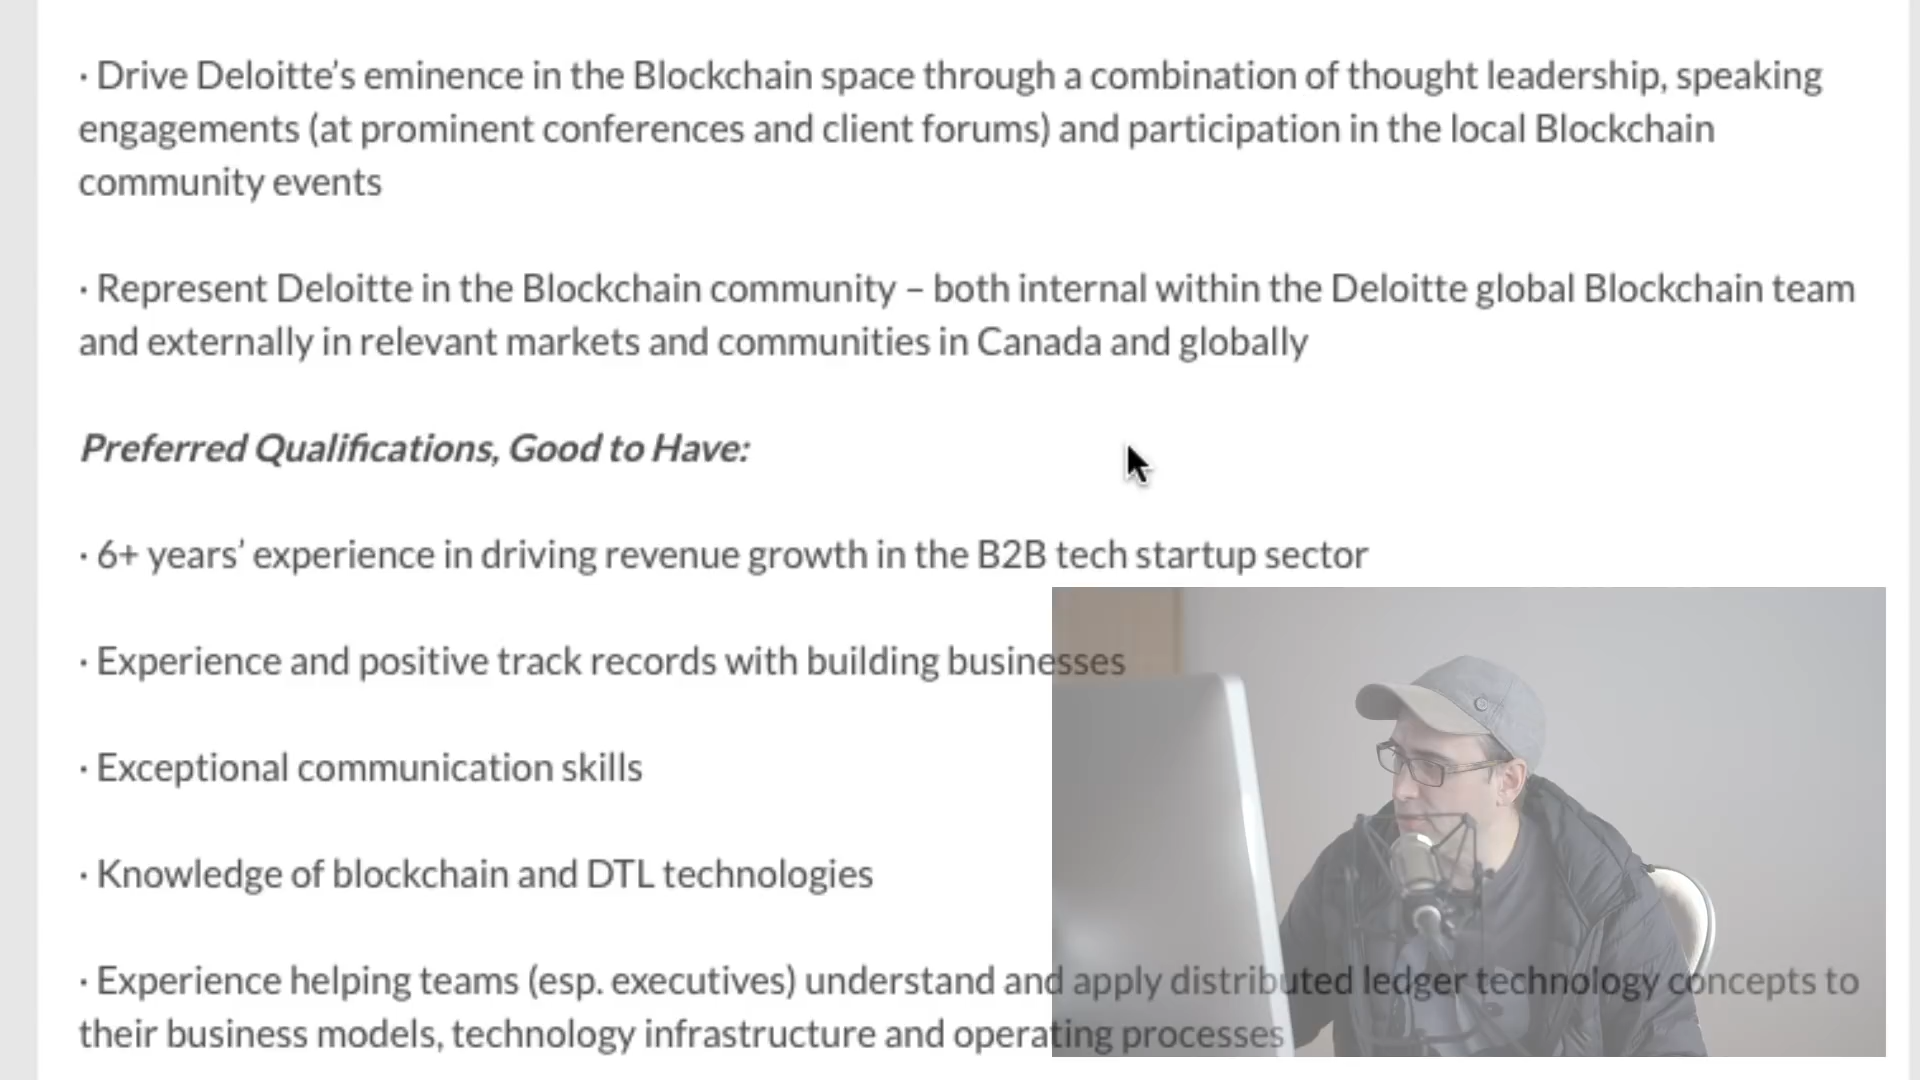 · Drive Deloitte’s eminence in the Blockchain space through a combination of thought leadership, speaking
engagements (at prominent conferences and client forums) and participation in the local Blockchain
community events
· Represent Deloitte in the Blockchain community – both internal within the Deloitte global Blockchain team
and externally in relevant markets and communities in Canada and globally
Preferred Qualifications, Good to Have:
· 6+ years’ experience in driving revenue growth in the B2B tech startup sector
· Experience and positive track records with building businesses
· Exceptional communication skills
· Knowledge of blockchain and DTL technologies
· Experience helping teams (esp. executives) understand and apply distributed ledger technology concepts to
their business models, technology infrastructure and operating processes